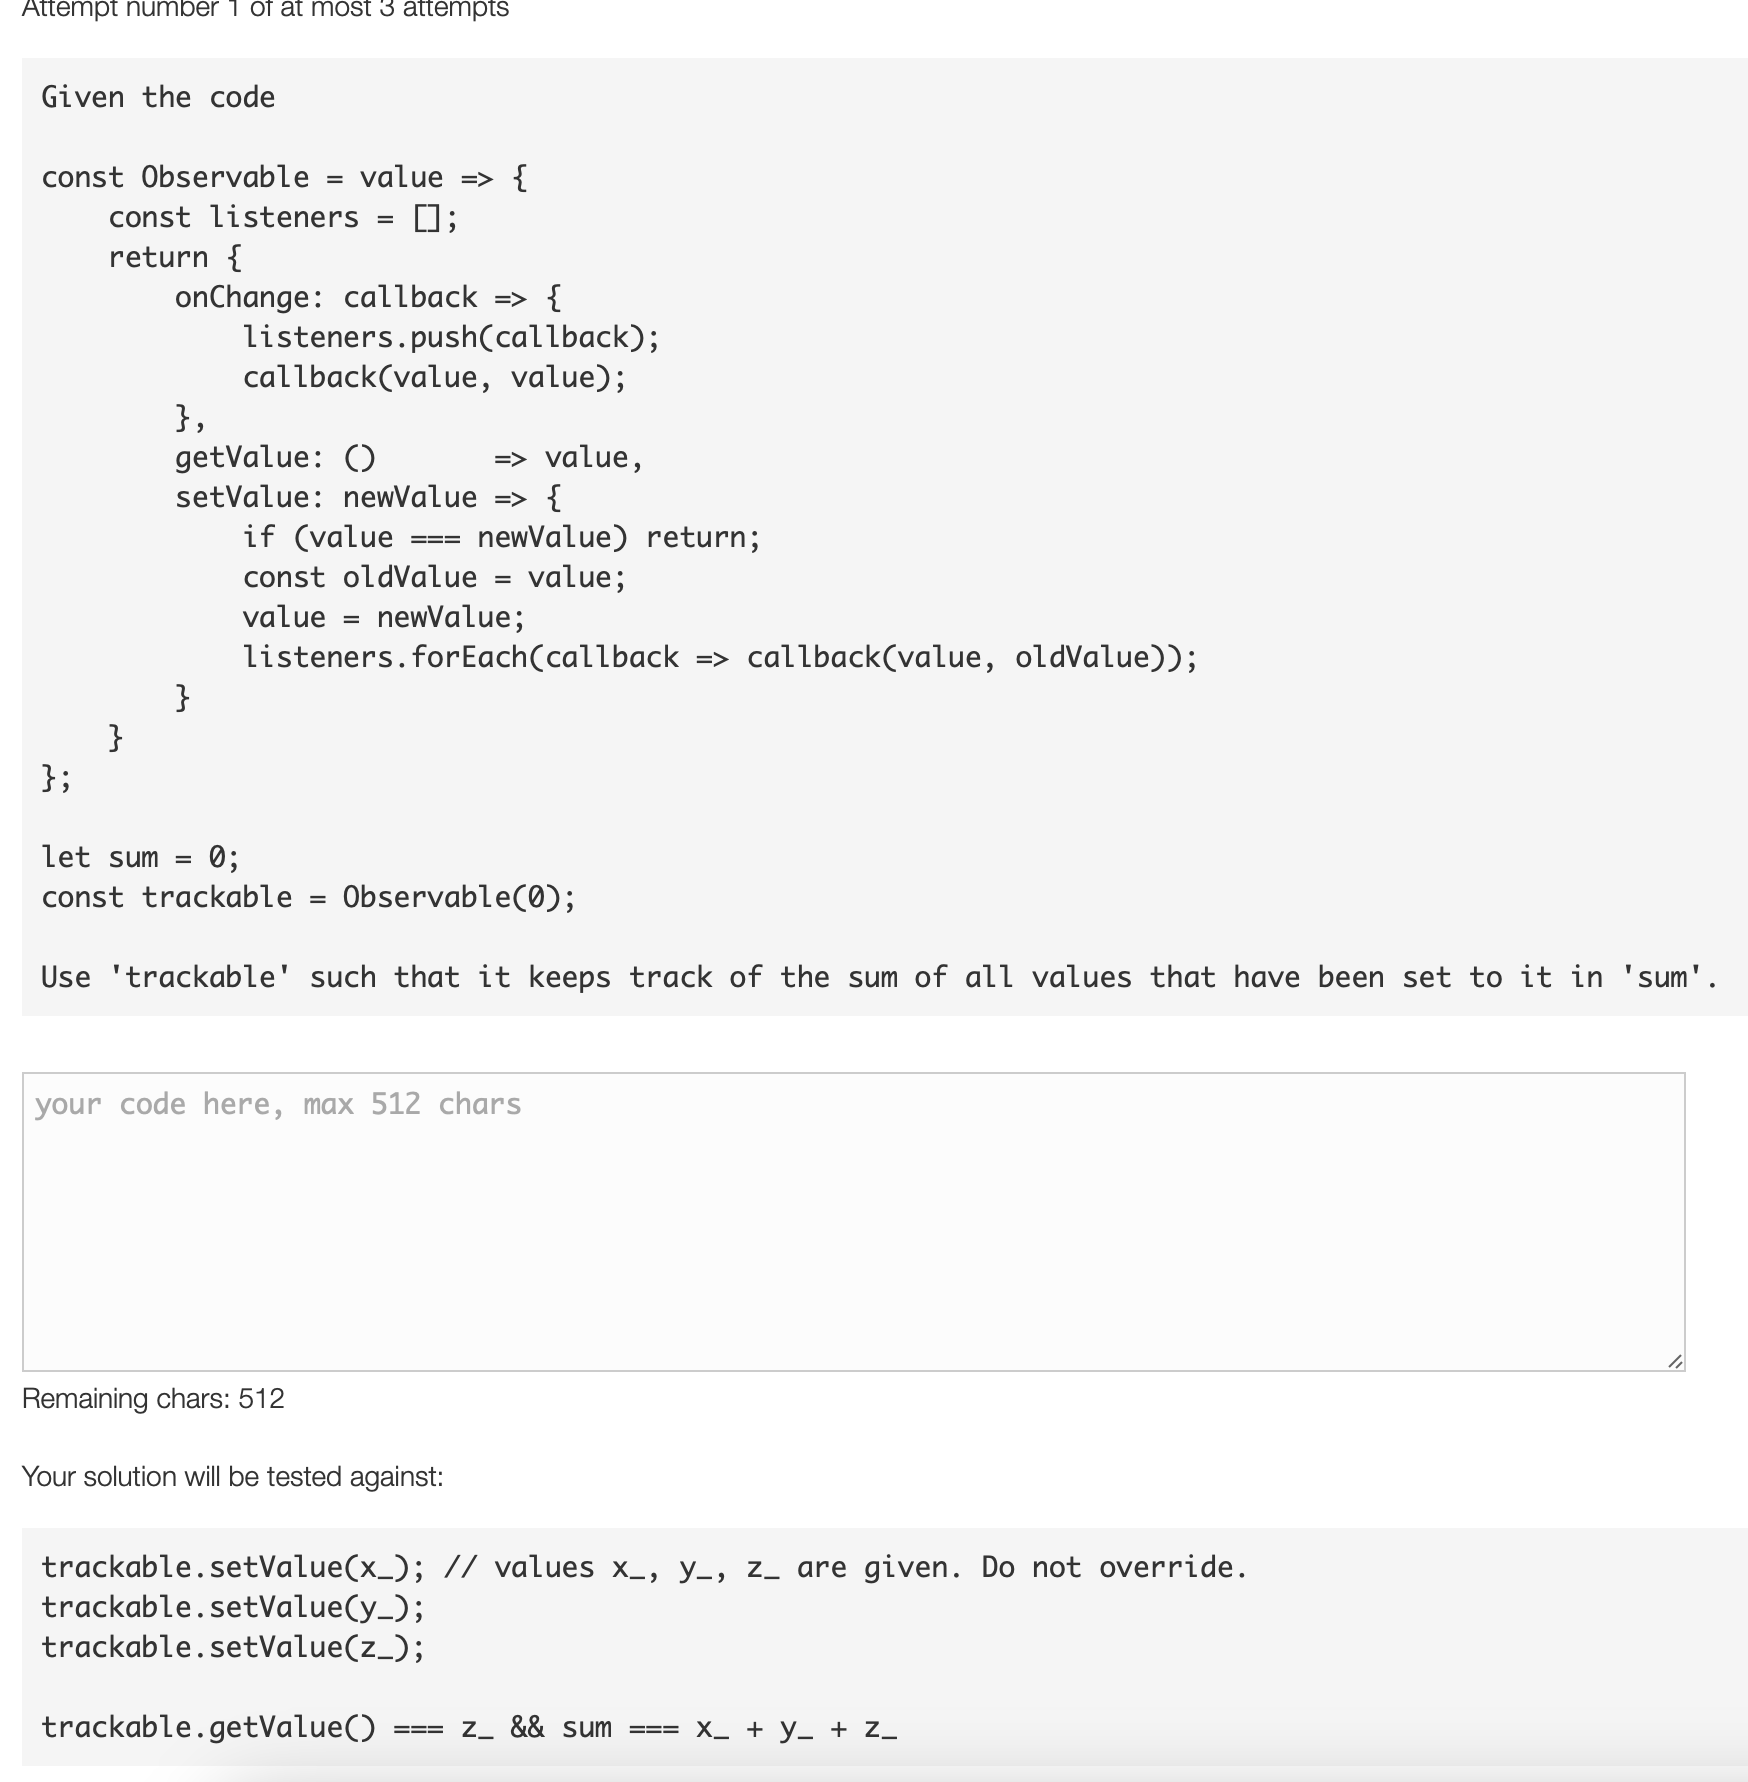 Attempt number 1 of at most 3 attempts
Given the code
const Observable = value => {
    const listeners = [];
    return {
        onChange: callback => {
            listeners.push(callback);
            callback(value, value);
        },
        getValue: ()       => value,
        setValue: newValue => {
            if (value === newValue) return;
            const oldValue = value;
            value = newValue;
            listeners.forEach(callback => callback(value, oldValue));
        }
    }
};
let sum = 0;
const trackable = Observable(0);
Use 'trackable' such that it keeps track of the sum of all values that have been set to it in 'sum'.
your code here, max 512 chars
Remaining chars: 512
Your solution will be tested against:
trackable.setValue(x_); // values x_, y_, z_ are given. Do not override.
trackable.setValue(y_);
trackable.setValue(z_);
trackable.getValue() === z_ && sum === x_ + y_ + z_